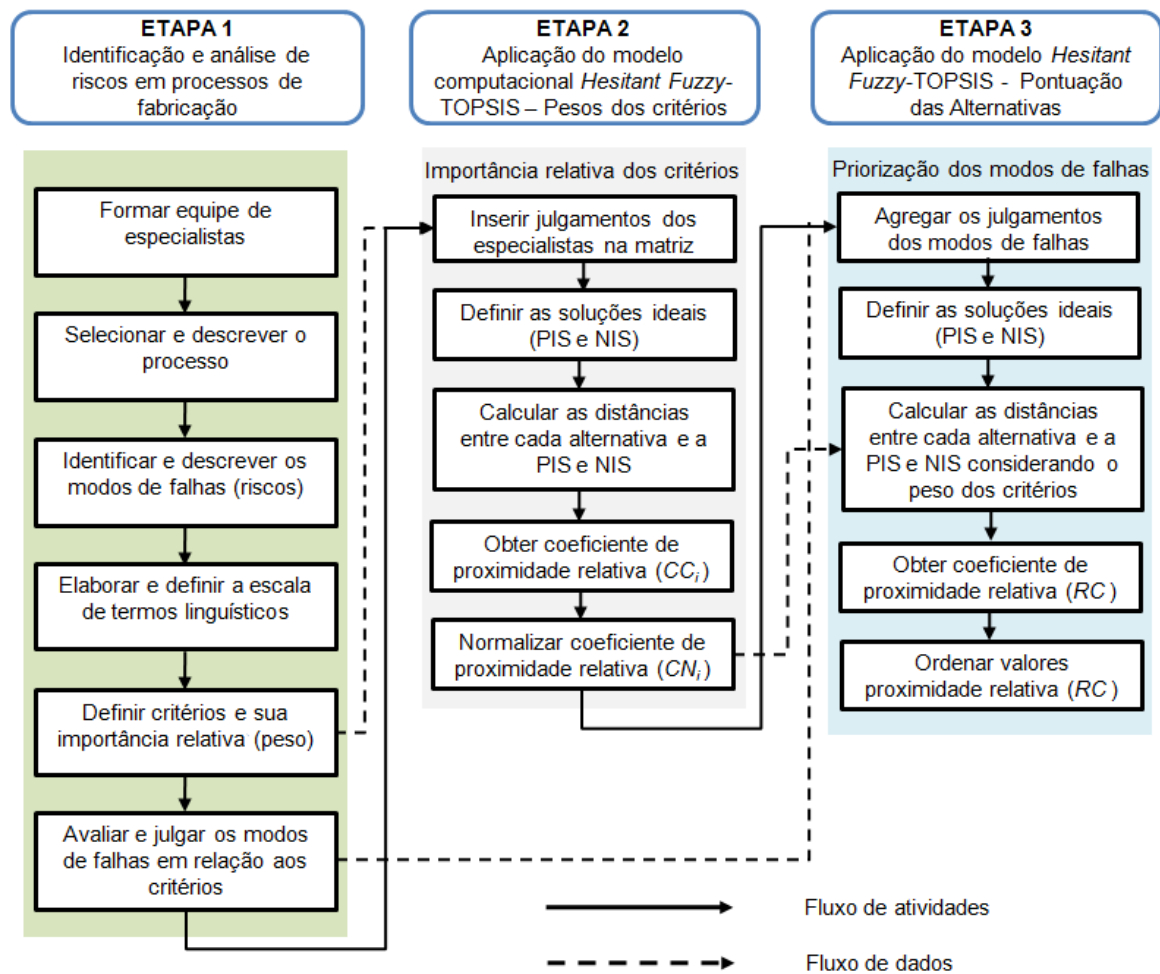 ETAPA 1
Identificação e análise de
riscos em processos de
fabricação
ETAPA 2
Aplicação do modelo
computacional Hesitant Fuzzy-
TOPSIS – Pesos dos critérios
ETAPA 3
Aplicação do modelo Hesitant
Fuzzy-TOPSIS - Pontuação
das Alternativas
Formar equipe de
especialistas
Selecionar e descrever o
processo
Identificar e descrever os
modos de falhas (riscos)
Elaborar e definir a escala
de termos linguísticos
Definir critérios e sua
importância relativa (peso)
Avaliar e julgar os modos
de falhas em relação aos
critérios
Importância relativa dos critérios
Inserir julgamentos dos
especialistas na matriz
Definir as soluções ideais
(PIS e NIS)
Calcular as distâncias
entre cada alternativa e a
PIS e NIS
Obter coeficiente de
proximidade relativa (CCi)
Normalizar coeficiente de
proximidade relativa (CNi)
Priorização dos modos de falhas
Agregar os julgamentos
dos modos de falhas
Definir as soluções ideais
(PIS e NIS)
Calcular as distâncias
entre cada alternativa e a
PIS e NIS considerando o
peso dos critérios
Obter coeficiente de
proximidade relativa (RC)
Ordenar valores
proximidade relativa (RC)
Fluxo de atividades
Fluxo de dados